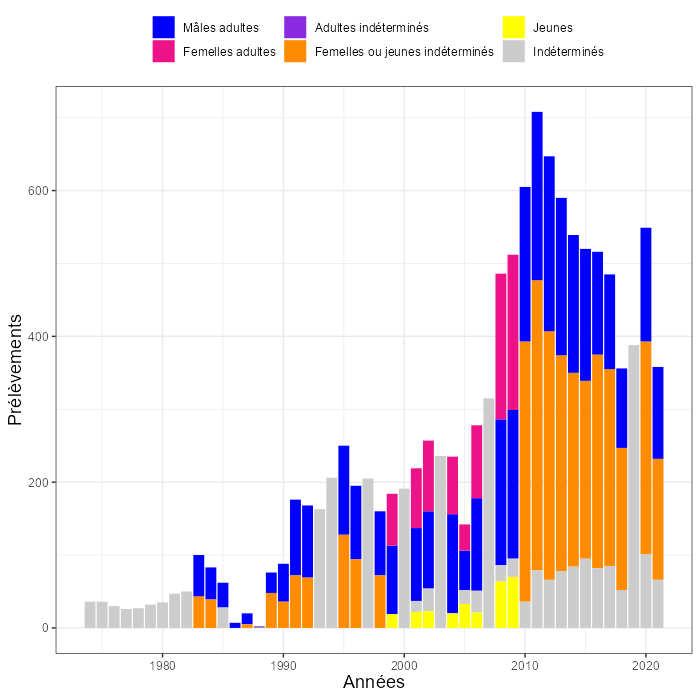 Mâles adultes Adultes indéterminés Jeunes
Femelles adultes Femelles ou jeunes indéterminés Indéterminés
Prélèvements
600
400
200
0
1980 1990 2000 2010 2020
Années